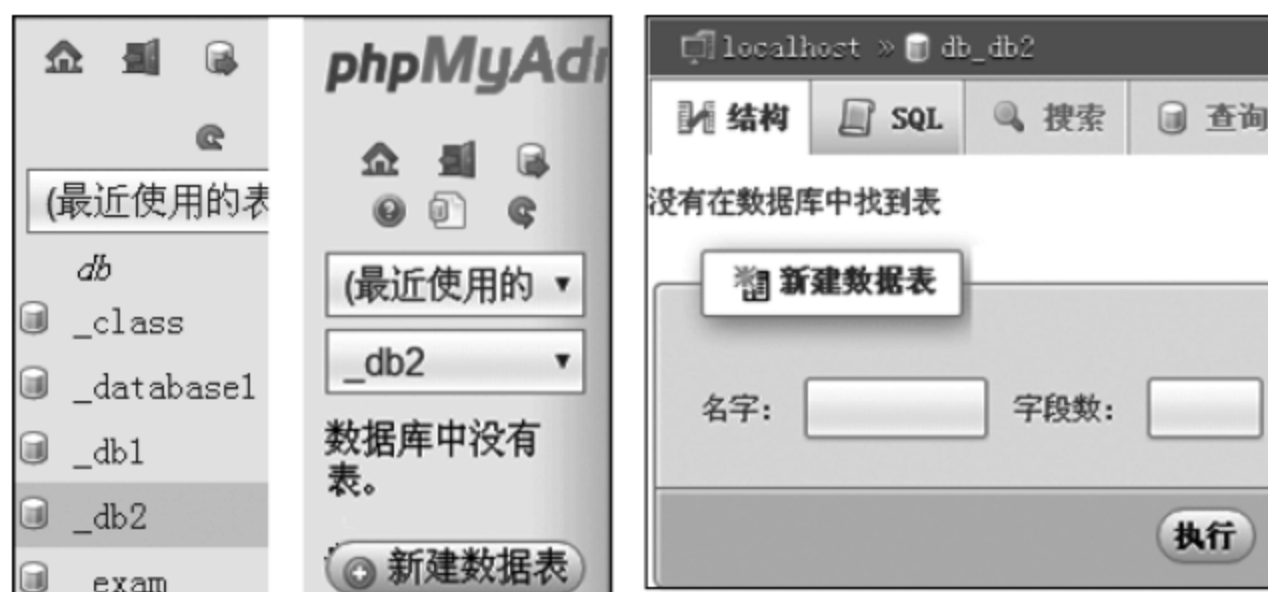 (最近使用的表
db
_class
_database1
_db1
_db2
_exam
phpMyAdm
(最近使用的
_db2
数据库中没有
表。
新建数据表
localhost » db_db2
结构 SQL 搜索 查询
没有在数据库中找到表
新建数据表
名字: 字段数:
执行